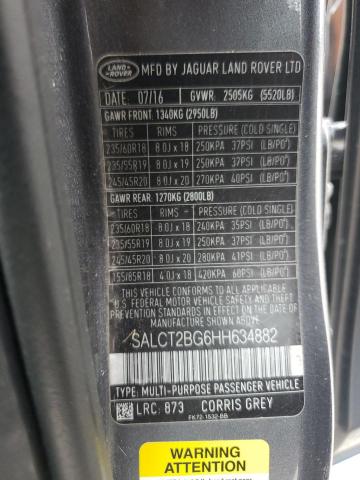 LAND ROVER MFD BY JAGUAR LAND ROVER LTD
DATE: 07/16 GVWR: 2505KG (5520LB)
GAWR FRONT: 1340KG (2950LB)
TIRES RIMS PRESSURE (COLD SINGLE)
235/60R18 8.0J x 18 250KPA 37PSI (LB/PO²)
235/55R19 8.0J x 19 250KPA 37PSI (LB/PO²)
245/45R20 8.0J x 20 270KPA 40PSI (LB/PO²)
GAWR REAR: 1270KG (2800LB)
TIRES RIMS PRESSURE (COLD SINGLE)
235/60R18 8.0J x 18 240KPA 35PSI (LB/PO²)
235/55R19 8.0J x 19 250KPA 37PSI (LB/PO²)
245/45R20 8.0J x 20 280KPA 41PSI (LB/PO²)
155/85R18 4.0J x 18 420KPA 60PSI (LB/PO²)
THIS VEHICLE CONFORMS TO ALL APPLICABLE
U.S. FEDERAL MOTOR VEHICLE SAFETY AND
THEFT PREVENTION STANDARDS IN EFFECT ON
THE DATE OF MANUFACTURE SHOWN ABOVE.
SALCT2BG6HH634882
TYPE: MULTI-PURPOSE PASSENGER VEHICLE
LRC: 873 CORRIS GREY
FK72-1532-BB
WARNING
ATTENTION